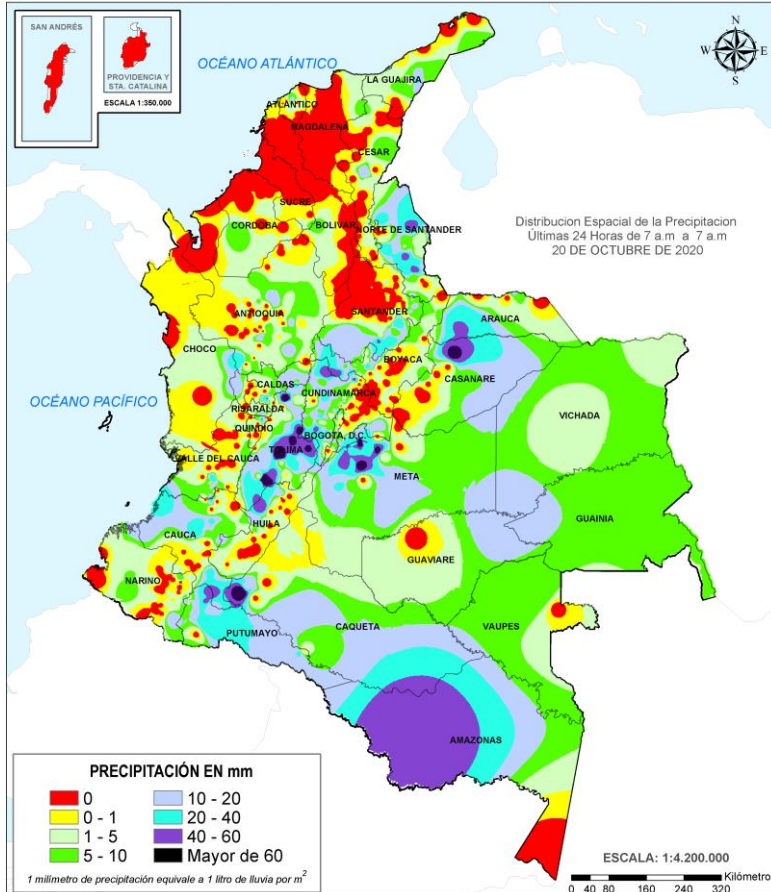 SAN ANDRÉS
PROVIDENCIA Y
STA. CATALINA
ESCALA 1:350.000
OCÉANO ATLÁNTICO
N
W
E
S
LA GUAJIRA
ATLÁNTICO
MAGDALENA
CESAR
SUCRE
CORDOBA
BOLIVAR
NORTE DE SANTANDER
Distribucion Espacial de la Precipitacion
Últimas 24 Horas de 7 a.m a 7 a.m
20 DE OCTUBRE DE 2020
ANTIOQUIA
SANTANDER
ARAUCA
CHOCO
BOYACA
CASANARE
CALDAS
CUNDINAMARCA
OCÉANO PACÍFICO
RISARALDA
VICHADA
QUINDÍO
BOGOTA, D.C.
TOLIMA
VALLE DEL CAUCA
META
GUAINIA
HUILA
CAUCA
GUAVIARE
NARIÑO
CAQUETA
VAUPES
PUTUMAYO
AMAZONAS
PRECIPITACIÓN EN mm
0
10 - 20
0 - 1
20 - 40
1 - 5
40 - 60
5 - 10
Mayor de 60
1 milímetro de precipitación equivale a 1 litro de lluvia por m²
ESCALA: 1:4.200.000
Kilómetros
0 40 80 160 240 320